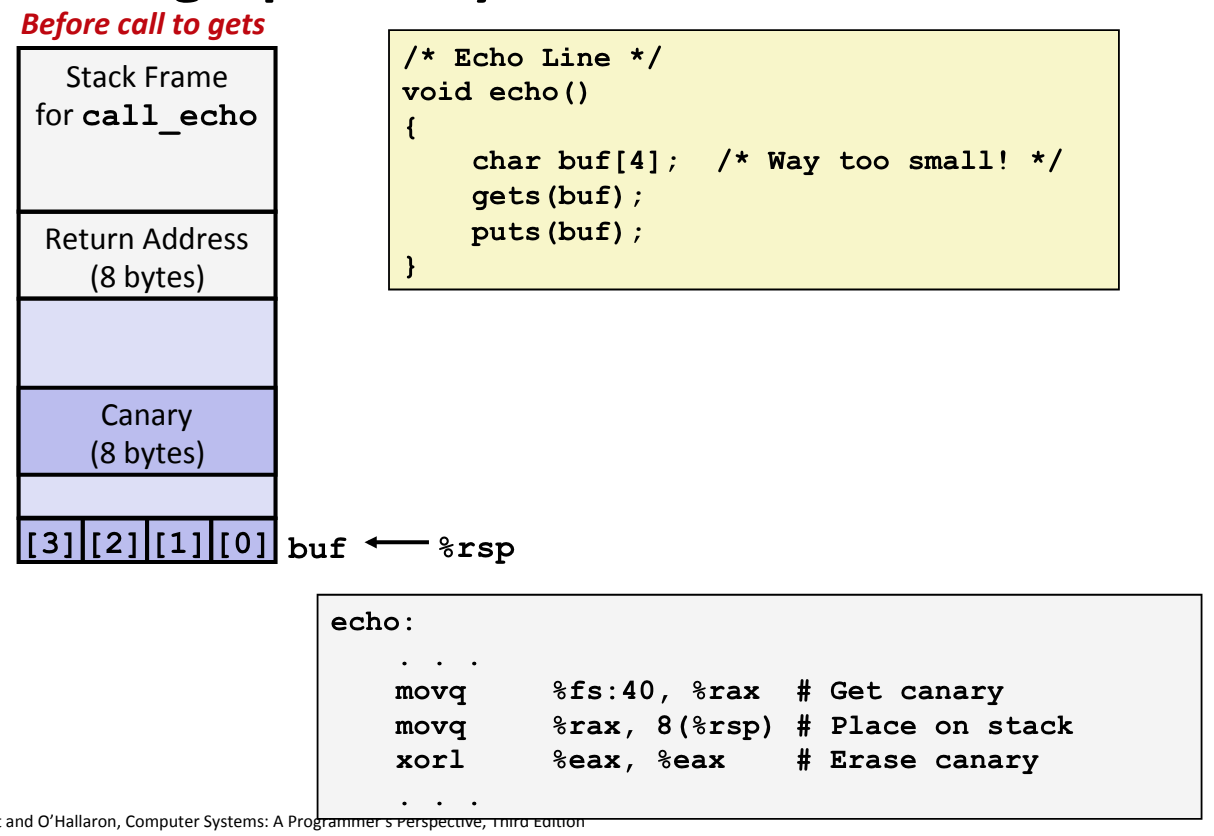 Before call to gets
Stack Frame
for call_echo
Return Address
(8 bytes)
Canary
(8 bytes)
[3] [2] [1] [0] buf %rsp
/* Echo Line */
void echo()
{
    char buf[4];  /* Way too small! */
    gets(buf);
    puts(buf);
}
echo:
    . . .
    movq    %fs:40, %rax  # Get canary
    movq    %rax, 8(%rsp) # Place on stack
    xorl    %eax, %eax    # Erase canary
    . . .
and O'Hallaron, Computer Systems: A Programmer's Perspective, Third Edition